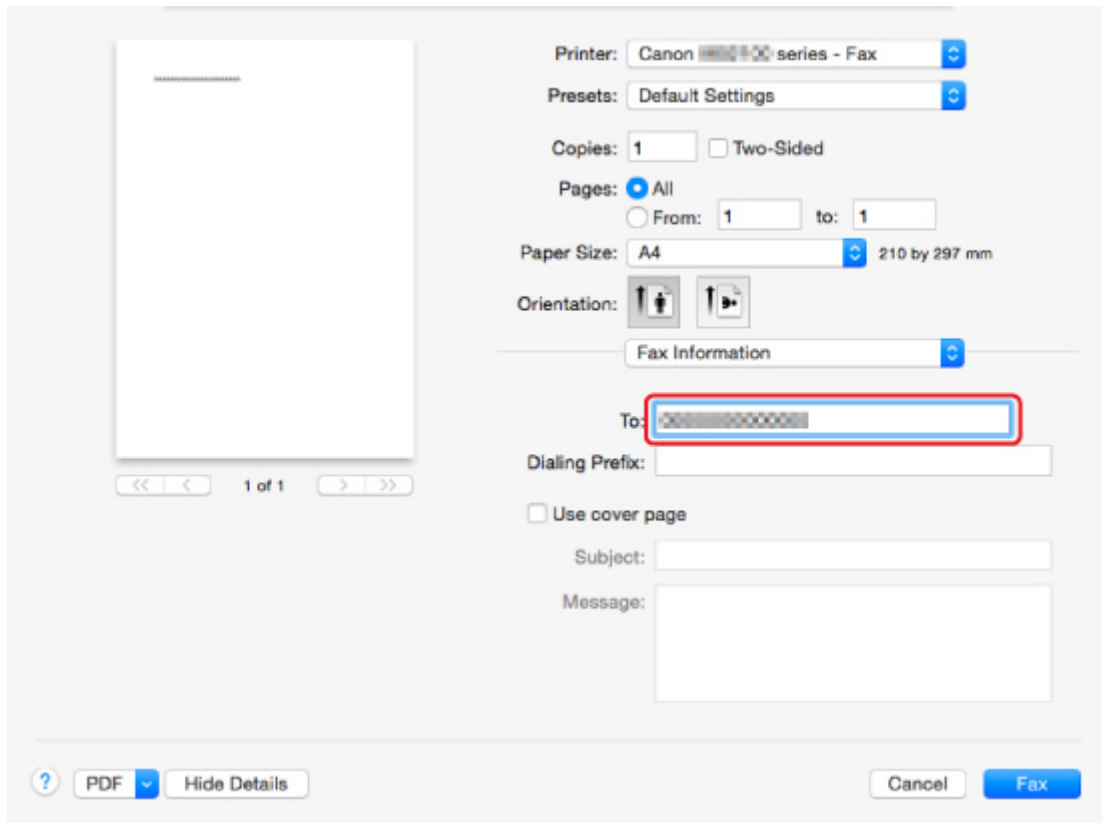 Printer: Canon series - Fax
Presets: Default Settings
Copies: 1 Two-Sided
Pages: All
From: 1 to: 1
Paper Size: A4 210 by 297 mm
Orientation:
Fax Information
To:
Dialing Prefix:
1 of 1
Use cover page
Subject:
Message:
? PDF Hide Details Cancel Fax